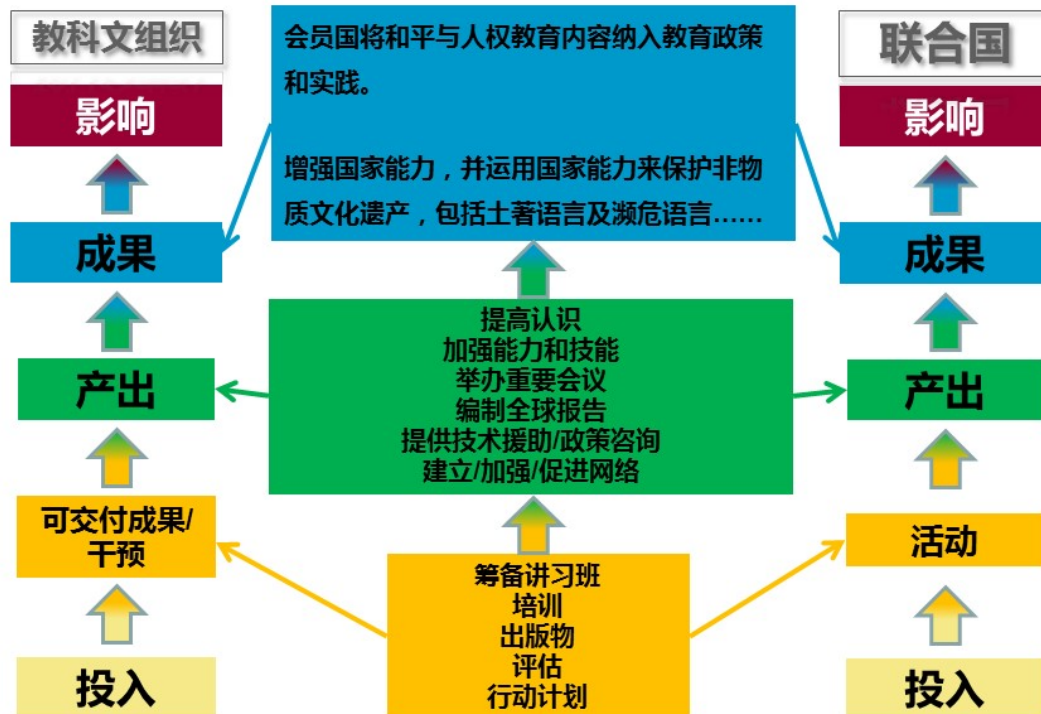 教科文组织
影响
成果
产出
可交付成果/
干预
投入
会员国将和平与人权教育内容纳入教育政策
和实践。
增强国家能力，并运用国家能力来保护非物
质文化遗产，包括土著语言及濒危语言……
提高认识
加强能力和技能
举办重要会议
编制全球报告
提供技术援助/政策咨询
建立/加强/促进网络
筹备讲习班
培训
出版物
评估
行动计划
联合国
影响
成果
产出
活动
投入